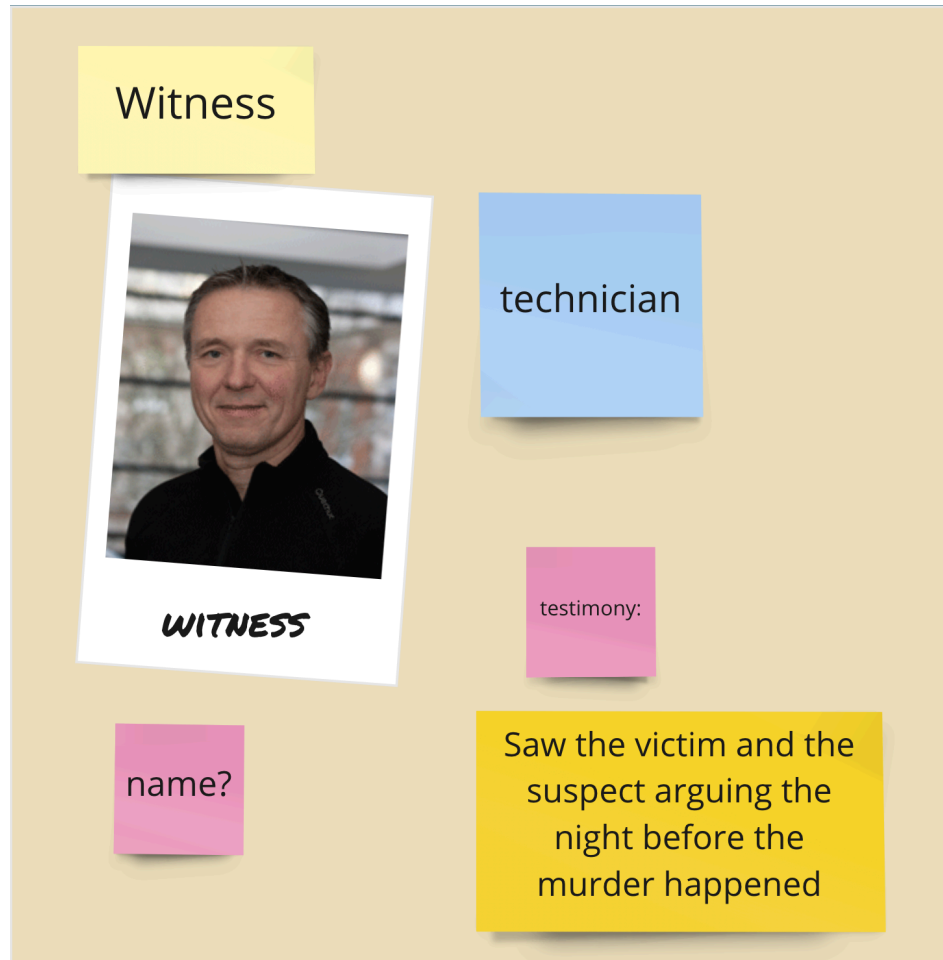 Witness
technician
WITNESS
testimony:
name?
Saw the victim and the
suspect arguing the
night before the
murder happened